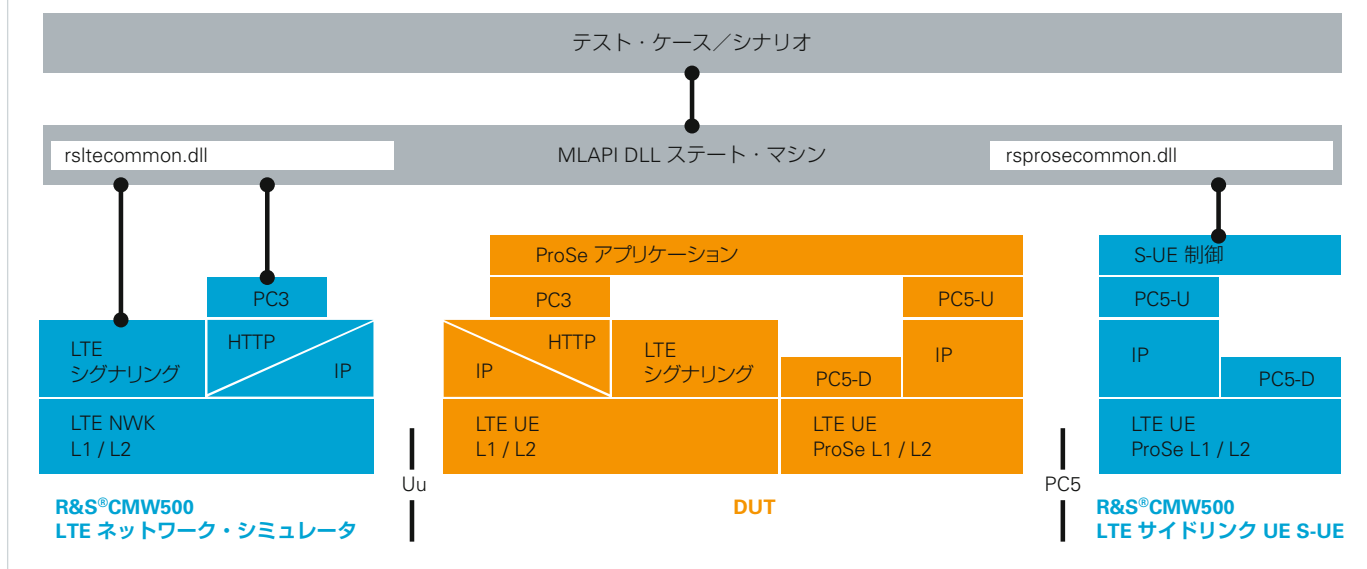 テスト・ケース／シナリオ
rsltecommon.dll
MLAPI DLL ステート・マシン
rsprosecommon.dll
PC3
LTE
シグナリング
HTTP
IP
LTE NWK
L1 / L2
R&S®CMW500
LTE ネットワーク・シミュレータ
Uu
ProSe アプリケーション
PC3
PC5-U
IP
HTTP
LTE
シグナリング
PC5-D
IP
LTE UE
L1 / L2
LTE UE
ProSe L1 / L2
DUT
PC5
S-UE 制御
PC5-U
IP
PC5-D
LTE UE
ProSe L1 / L2
R&S®CMW500
LTE サイドリンク UE S-UE